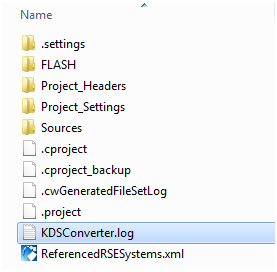 Name
.settings
FLASH
Project_Headers
Project_Settings
Sources
.cproject
.cproject_backup
.cwGeneratedFileSetLog
.project
KDSConverter.log
ReferencedRSESystems.xml